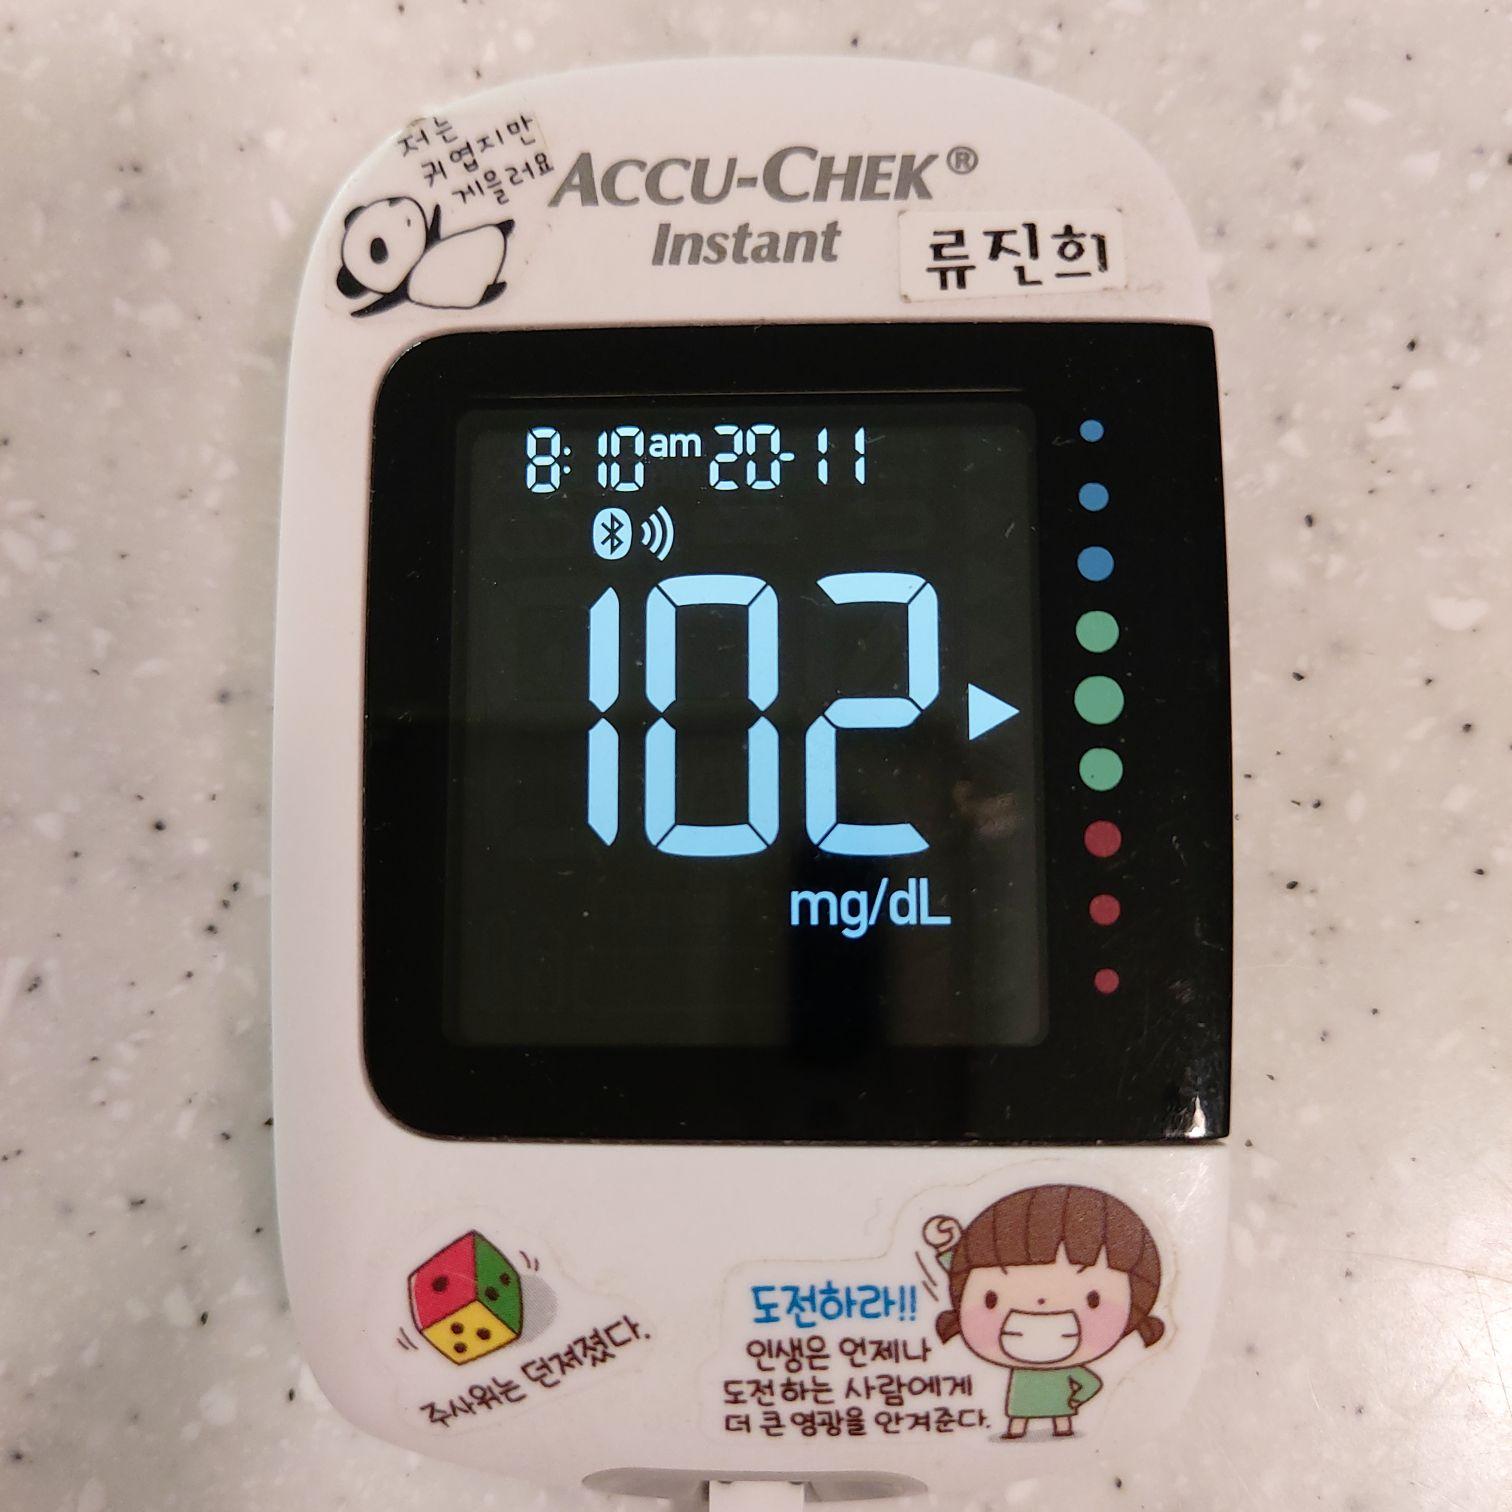 저는
귀엽지만
게을러요
ACCU-CHEK®
Instant
류진희
8:10 am 20-11
102
mg/dL
주사위는 던져졌다.
도전하라!!
인생은 언제나
도전하는 사람에게
더 큰 영광을 안겨준다.